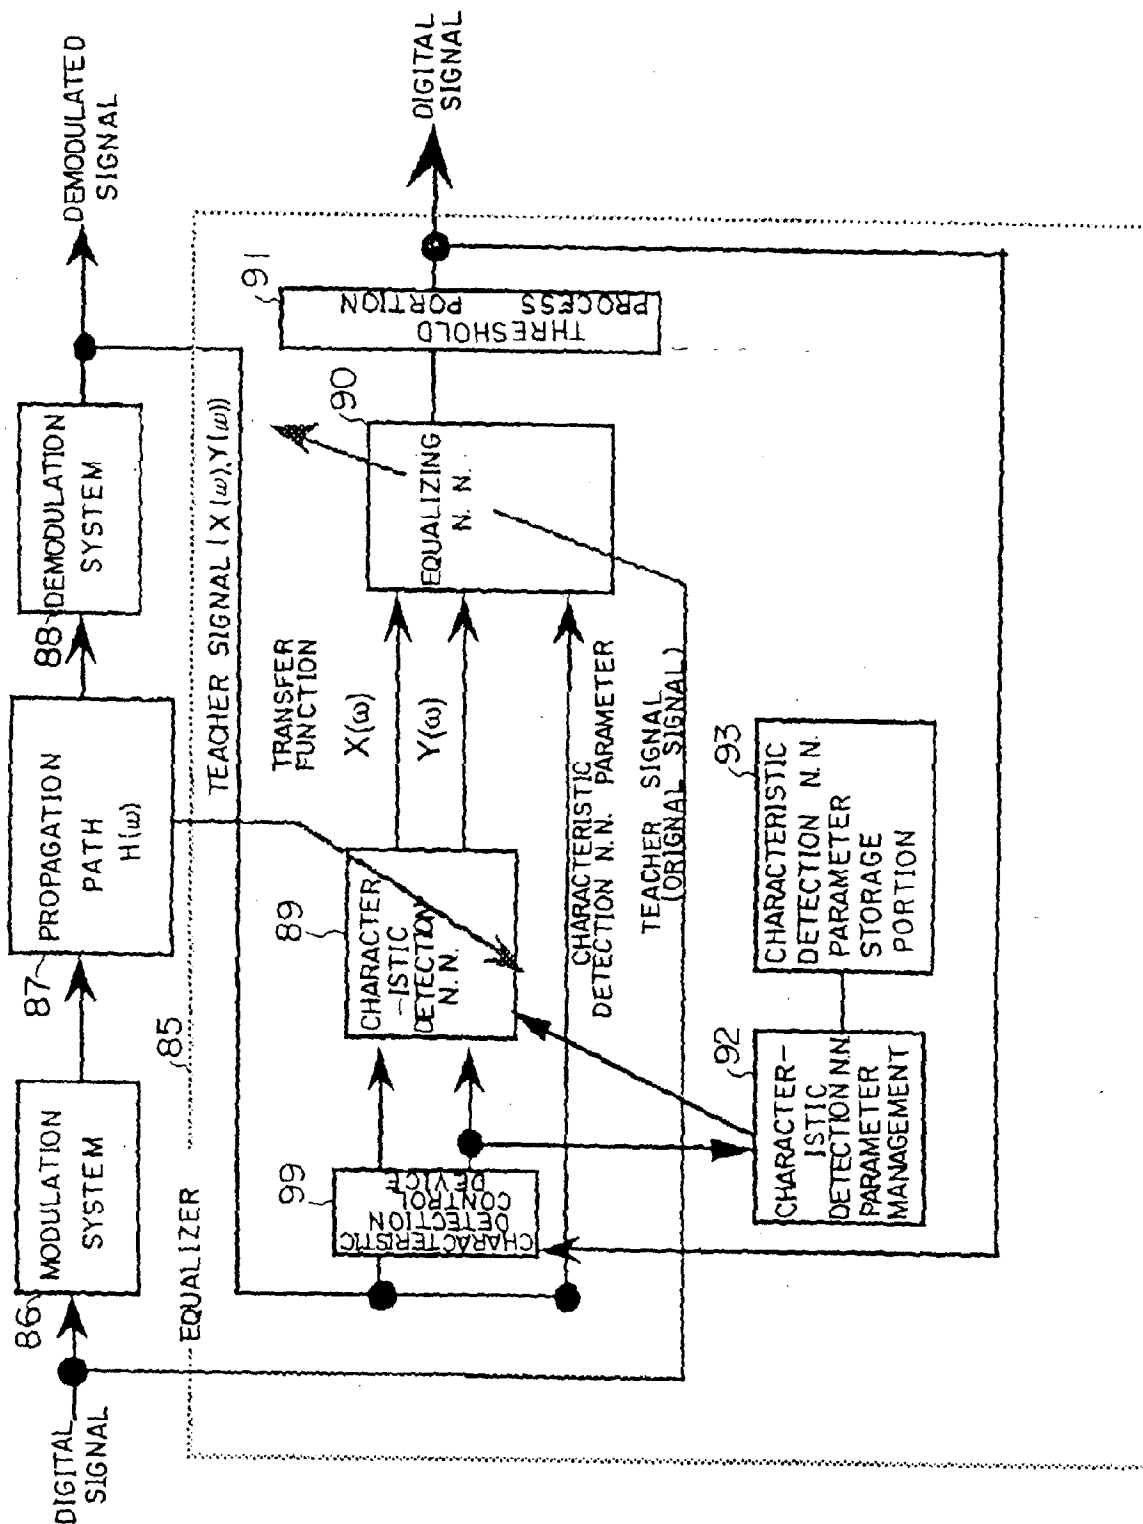 DIGITAL
SIGNAL
86
MODULATION
SYSTEM
87
PROPAGATION
PATH
H(ω)
88
DEMODULATION
SYSTEM
DEMODULATED
SIGNAL
EQUALIZER
85
TEACHER SIGNAL (X(ω),Y(ω))
99
CHARACTERISTIC
DETECTION
CONTROL
DEVICE
89
CHARACTER
-ISTIC
DETECTION
N.N.
TRANSFER
FUNCTION
X(ω)
Y(ω)
90
EQUALIZING
N. N.
91
THRESHOLD
PROCESS PORTION
DIGITAL
SIGNAL
CHARACTERISTIC
DETECTION N.N. PARAMETER
TEACHER SIGNAL
(ORIGNAL SIGNAL)
92
CHARACTER-
ISTIC
DETECTION N.N
PARAMETER
MANAGEMENT
93
CHARACTERISTIC
DETECTION N.N.
PARAMETER
STORAGE
PORTION